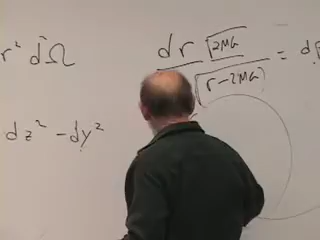 r² dΩ
dr √2MG / √(r-2MG) = d
dz² - dy²